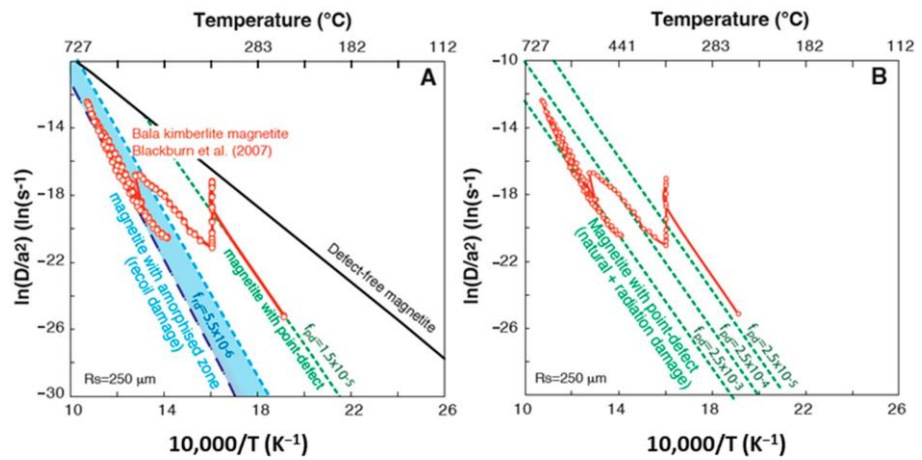 Temperature (°C)
727 283 182 112
A
-14
-18
-22
-26
-30
ln(D/a²) (ln(s-1)
Bala kimberlite magnetite
Blackburn et al. (2007)
Defect-free magnetite
magnetite with point-defect
fpd=1.5x10-5
magnetite with amorphised zone
(recoil damage)
fd=5.5x10-6
Rs=250 µm
10 14 18 22 26
10,000/T (K⁻¹)
Temperature (°C)
727 441 283 182 112
B
-10
-14
-18
-22
-26
-30
ln(D/a²) (ln(s-1)
Magnetite with point-defect
(natural + radiation damage)
fpd=2.5x10-3
fpd=2.5x10-4
fpd=2.5x10-5
Rs=250 µm
10 14 18 22 26
10,000/T (K⁻¹)